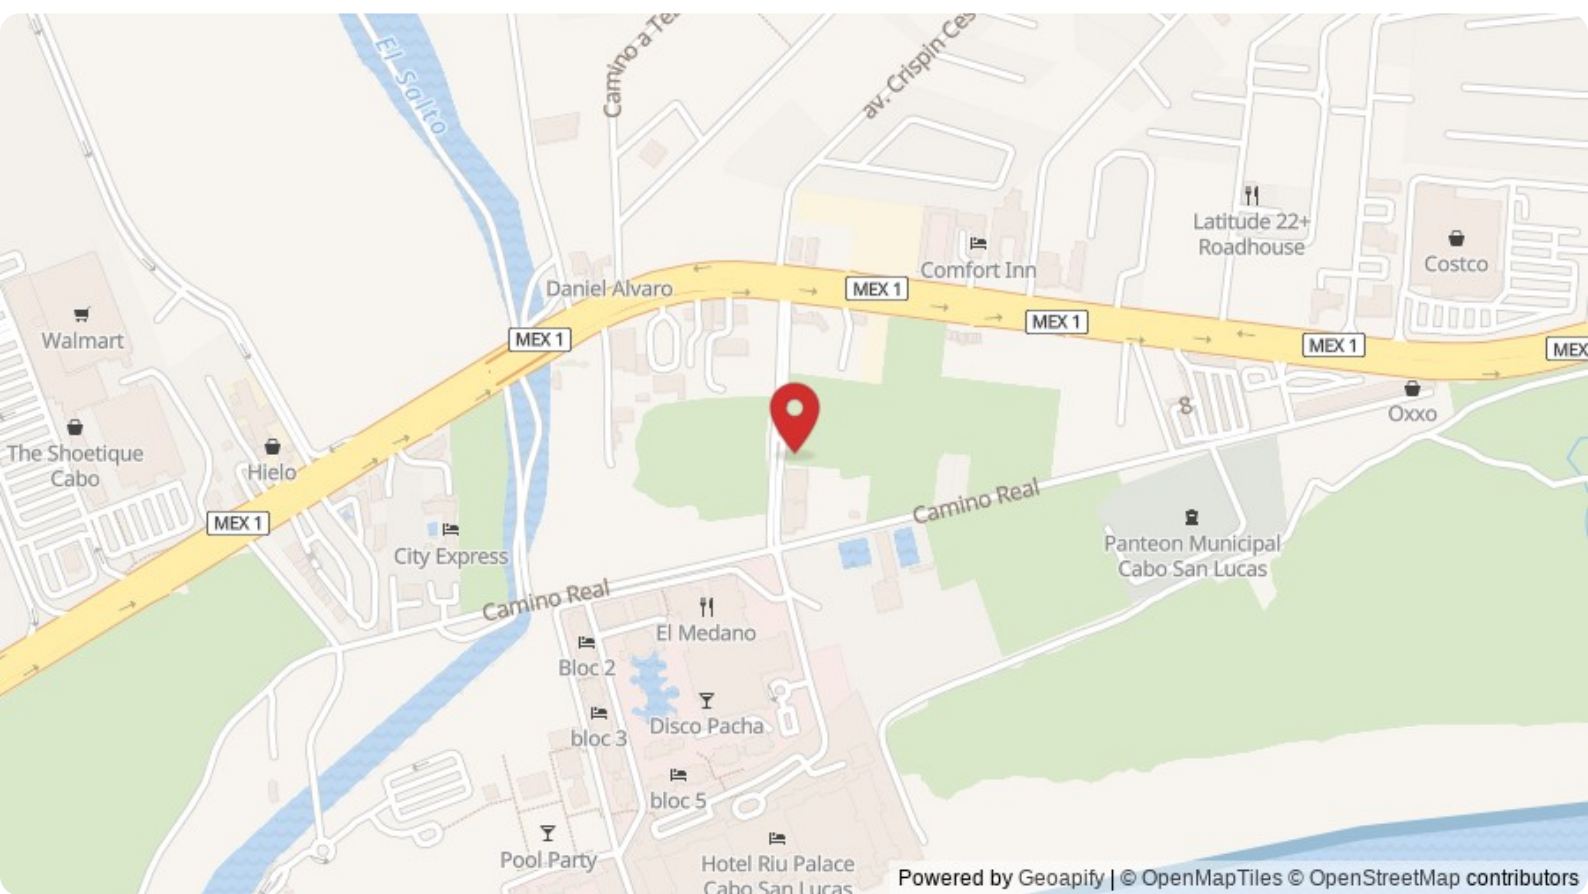 El Salto
Camino a Tea
av. Crispin Ces
Latitude 22+
Roadhouse
Costco
Comfort Inn
Daniel Alvaro
MEX 1
MEX 1
MEX 1
MEX 1
MEX
Walmart
Oxxo
8
The Shoetique
Cabo
Hielo
MEX 1
City Express
Camino Real
Panteon Municipal
Cabo San Lucas
Camino Real
El Medano
Bloc 2
Disco Pacha
bloc 3
bloc 5
Pool Party
Hotel Riu Palace
Cabo San Lucas
Powered by Geoapify | © OpenMapTiles © OpenStreetMap contributors